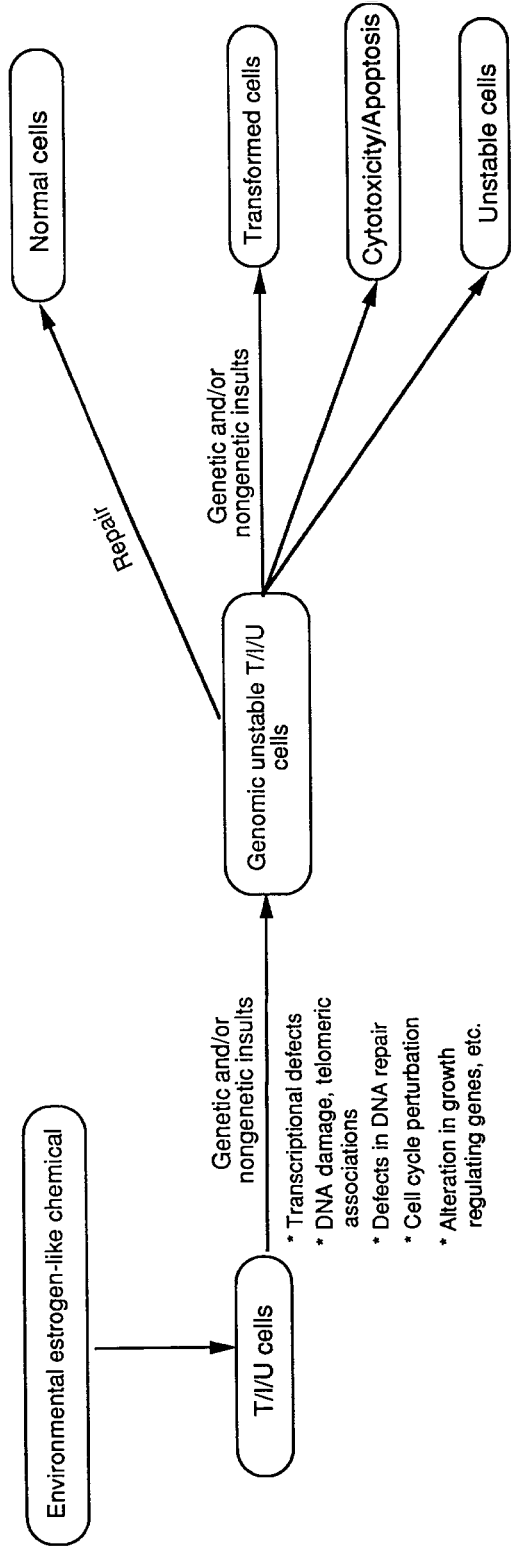 Environmental estrogen-like chemical
T/I/U cells
Genetic and/or
nongenetic insults
* Transcriptional defects
* DNA damage, telomeric
associations
* Defects in DNA repair
* Cell cycle perturbation
* Alteration in growth
regulating genes, etc.
Genomic unstable T/I/U
cells
Repair
Genetic and/or
nongenetic insults
Normal cells
Transformed cells
Cytotoxicity/Apoptosis
Unstable cells